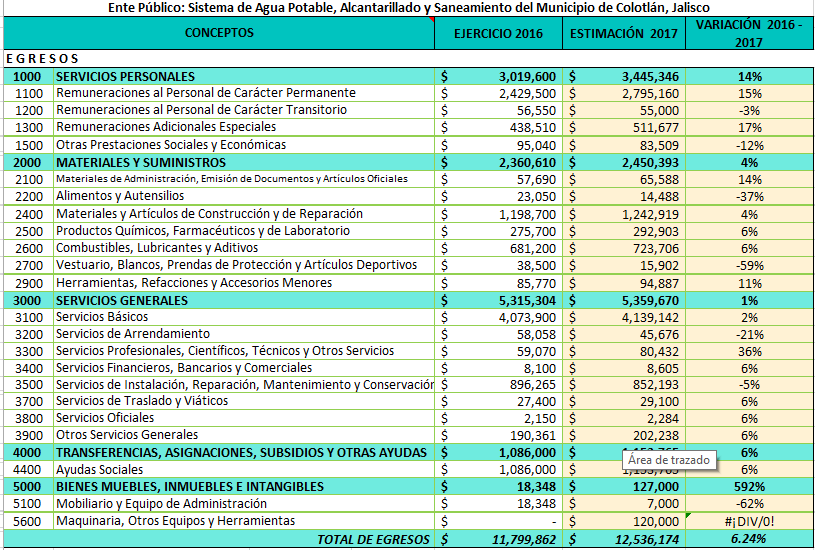 Ente Público: Sistema de Agua Potable, Alcantarillado y Saneamiento del Municipio de Colotlán, Jalisco
CONCEPTOS EJERCICIO 2016 ESTIMACIÓN 2017 VARIACIÓN 2016 - 2017
E G R E S O S
1000 SERVICIOS PERSONALES $ 3,019,600 $ 3,445,346 14%
1100 Remuneraciones al Personal de Carácter Permanente $ 2,429,500 $ 2,795,160 15%
1200 Remuneraciones al Personal de Carácter Transitorio $ 56,550 $ 55,000 -3%
1300 Remuneraciones Adicionales Especiales $ 438,510 $ 511,677 17%
1500 Otras Prestaciones Sociales y Económicas $ 95,040 $ 83,509 -12%
2000 MATERIALES Y SUMINISTROS $ 2,360,610 $ 2,450,393 4%
2100 Materiales de Administración, Emisión de Documentos y Artículos Oficiales $ 57,690 $ 65,588 14%
2200 Alimentos y Autensilios $ 23,050 $ 14,488 -37%
2400 Materiales y Artículos de Construcción y de Reparación $ 1,198,700 $ 1,242,919 4%
2500 Productos Químicos, Farmacéuticos y de Laboratorio $ 275,700 $ 292,903 6%
2600 Combustibles, Lubricantes y Aditivos $ 681,200 $ 723,706 6%
2700 Vestuario, Blancos, Prendas de Protección y Artículos Deportivos $ 38,500 $ 15,902 -59%
2900 Herramientas, Refacciones y Accesorios Menores $ 85,770 $ 94,887 11%
3000 SERVICIOS GENERALES $ 5,315,304 $ 5,359,670 1%
3100 Servicios Básicos $ 4,073,900 $ 4,139,142 2%
3200 Servicios de Arrendamiento $ 58,058 $ 45,676 -21%
3300 Servicios Profesionales, Científicos, Técnicos y Otros Servicios $ 59,070 $ 80,432 36%
3400 Servicios Financieros, Bancarios y Comerciales $ 8,100 $ 8,605 6%
3500 Servicios de Instalación, Reparación, Mantenimiento y Conservación $ 896,265 $ 852,193 -5%
3700 Servicios de Traslado y Viáticos $ 27,400 $ 29,100 6%
3800 Servicios Oficiales $ 2,150 $ 2,284 6%
3900 Otros Servicios Generales $ 190,361 $ 202,238 6%
4000 TRANSFERENCIAS, ASIGNACIONES, SUBSIDIOS Y OTRAS AYUDAS $ 1,086,000 $ 6%
Área de trazado
4400 Ayudas Sociales $ 1,086,000 $ 6%
5000 BIENES MUEBLES, INMUEBLES E INTANGIBLES $ 18,348 $ 127,000 592%
5100 Mobiliario y Equipo de Administración $ 18,348 $ 7,000 -62%
5600 Maquinaria, Otros Equipos y Herramientas $ - $ 120,000 #¡DIV/0!
TOTAL DE EGRESOS $ 11,799,862 $ 12,536,174 6.24%